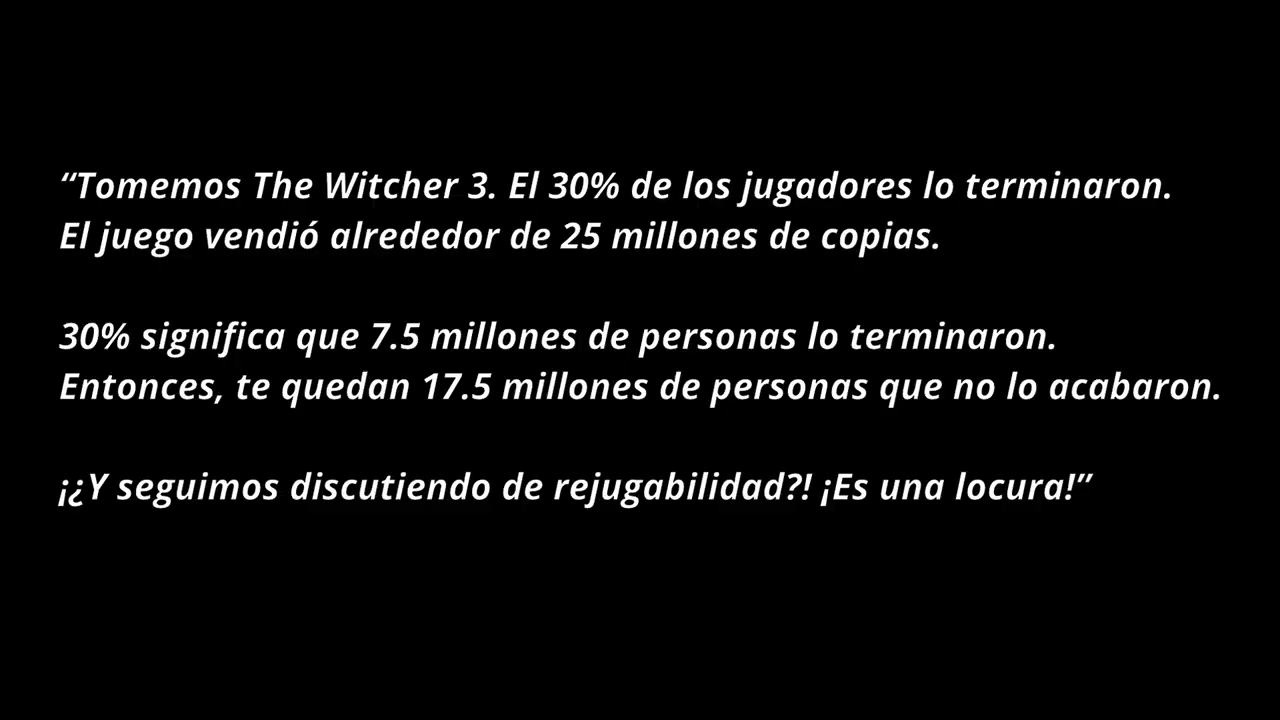 “Tomemos The Witcher 3. El 30% de los jugadores lo terminaron.
El juego vendió alrededor de 25 millones de copias.
30% significa que 7.5 millones de personas lo terminaron.
Entonces, te quedan 17.5 millones de personas que no lo acabaron.
¡¿Y seguimos discutiendo de rejugabilidad?! ¡Es una locura!”